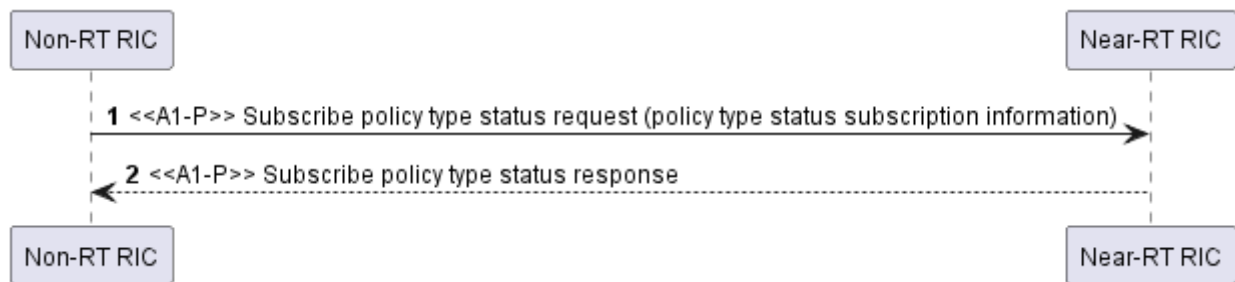 Non-RT RIC
Near-RT RIC
1 <<A1-P>> Subscribe policy type status request (policy type status subscription information)
2 <<A1-P>> Subscribe policy type status response
Non-RT RIC
Near-RT RIC